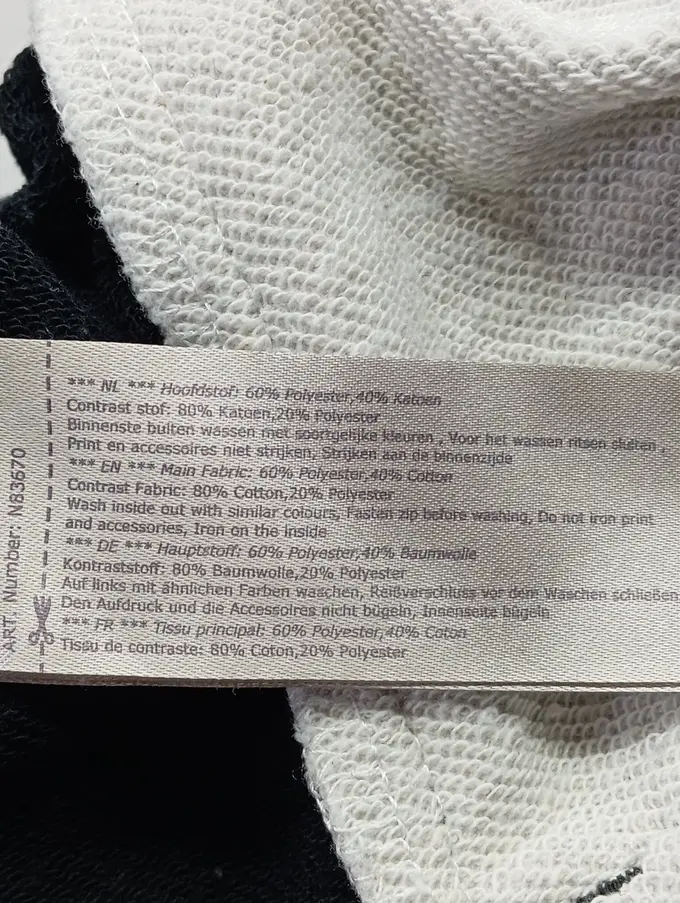 *** NL *** Hoofdstof: 60% Polyester,40% Katoen
Contrast stof: 80% Katoen,20% Polyester
Binnenste buiten wassen met soortgelijke kleuren , Voor het wassen ritsen sluiten ,
Print en accessoires niet strijken, Strijken aan de binnenzijde
*** EN *** Main Fabric: 60% Polyester,40% Cotton
Contrast Fabric: 80% Cotton,20% Polyester
Wash inside out with similar colours, Fasten zip before washing, Do not iron print
and accessories, Iron on the inside
*** DE *** Hauptstoff: 60% Polyester,40% Baumwolle
Kontraststoff: 80% Baumwolle,20% Polyester
Auf links mit ähnlichen Farben waschen, Reißverschluss vor dem Waschen schließen
Den Aufdruck und die Accessoires nicht bügeln, Innenseite bügeln
*** FR *** Tissu principal: 60% Polyester,40% Coton
Tissu de contraste: 80% Coton,20% Polyester
ART. Number: N83670